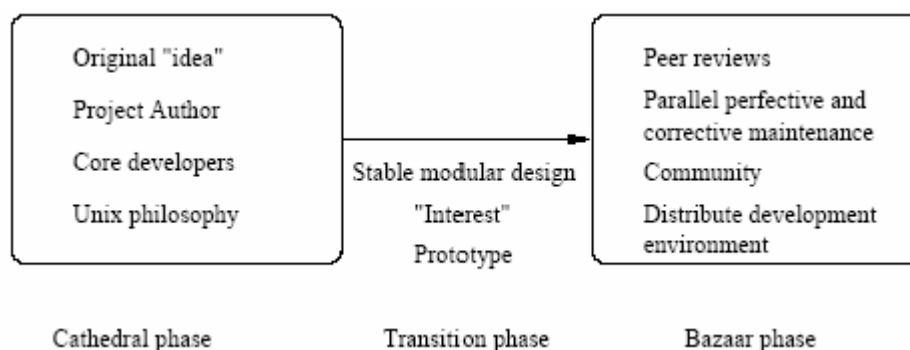 Original "idea"
Project Author
Core developers
Unix philosophy
Stable modular design
"Interest"
Prototype
Peer reviews
Parallel perfective and
corrective maintenance
Community
Distribute development
environment
Cathedral phase
Transition phase
Bazaar phase